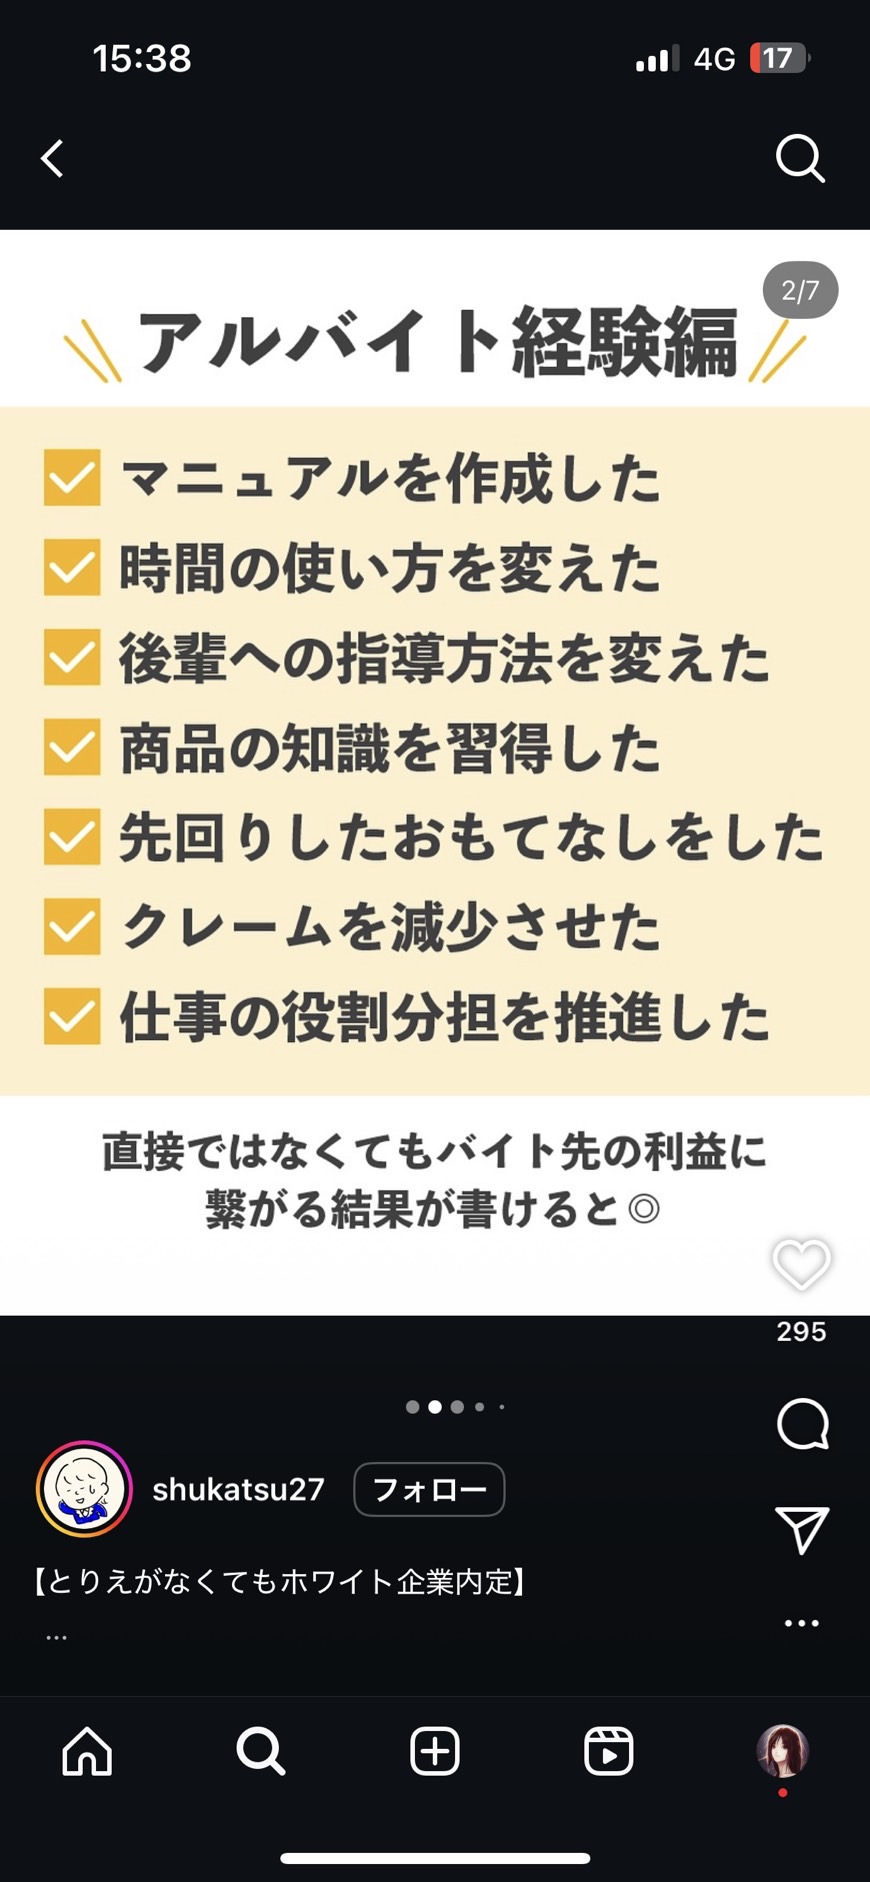 15:38
4G
17
2/7
アルバイト経験編
マニュアルを作成した
時間の使い方を変えた
後輩への指導方法を変えた
商品の知識を習得した
先回りしたおもてなしをした
クレームを減少させた
仕事の役割分担を推進した
直接ではなくてもバイト先の利益に
繋がる結果が書けると◎
295
shukatsu27
フォロー
【とりえがなくてもホワイト企業内定】
...